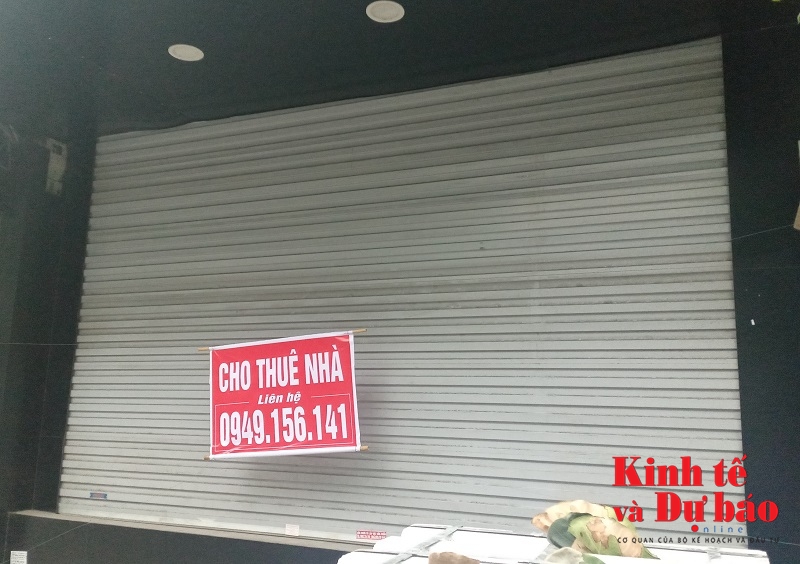 CHO THUÊ NHÀ
Liên hệ
0949.156.141
Kinh tế
và Dự báo
online
CƠ QUAN CỦA BỘ KẾ HOẠCH VÀ ĐẦU TƯ